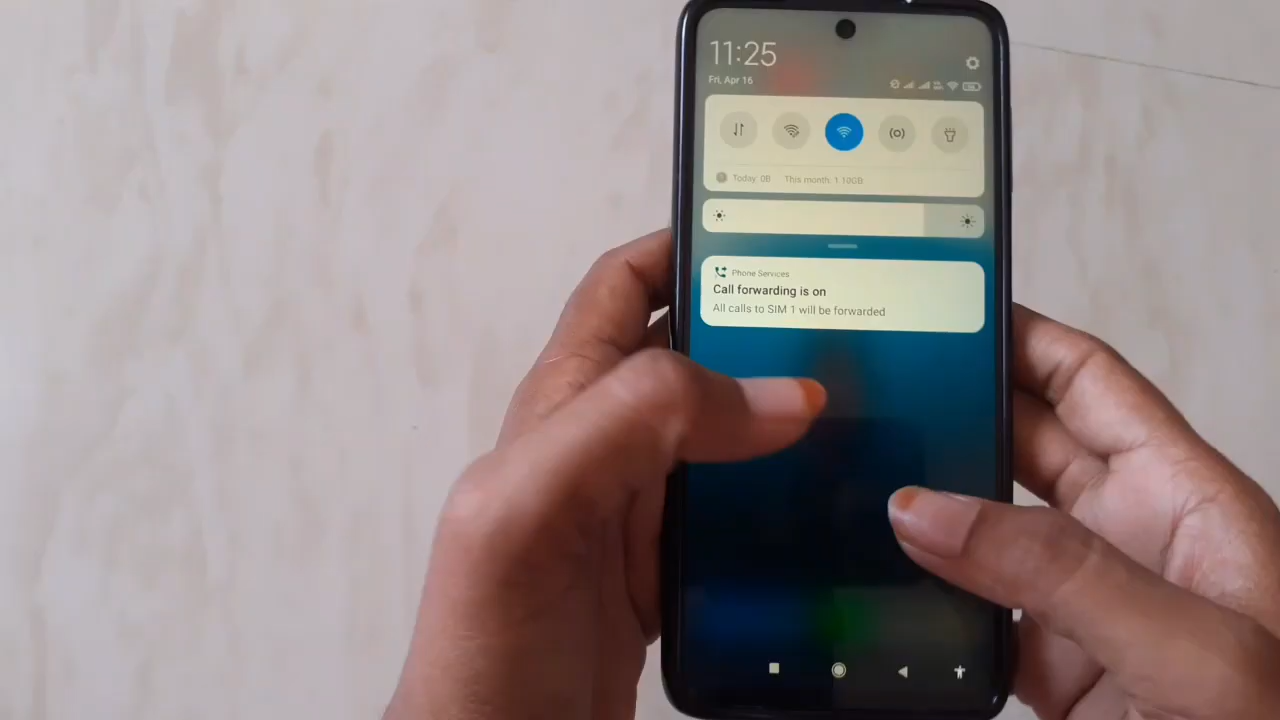 11:25
Fri, Apr 16
Today: 0B This month: 1.10GB
Phone Services
Call forwarding is on
All calls to SIM 1 will be forwarded